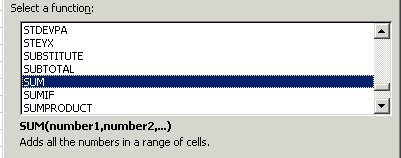 Select a function:
STDEVPA
STEYX
SUBSTITUTE
SUBTOTAL
SUM
SUMIF
SUMPRODUCT
SUM(number1,number2,...)
Adds all the numbers in a range of cells.